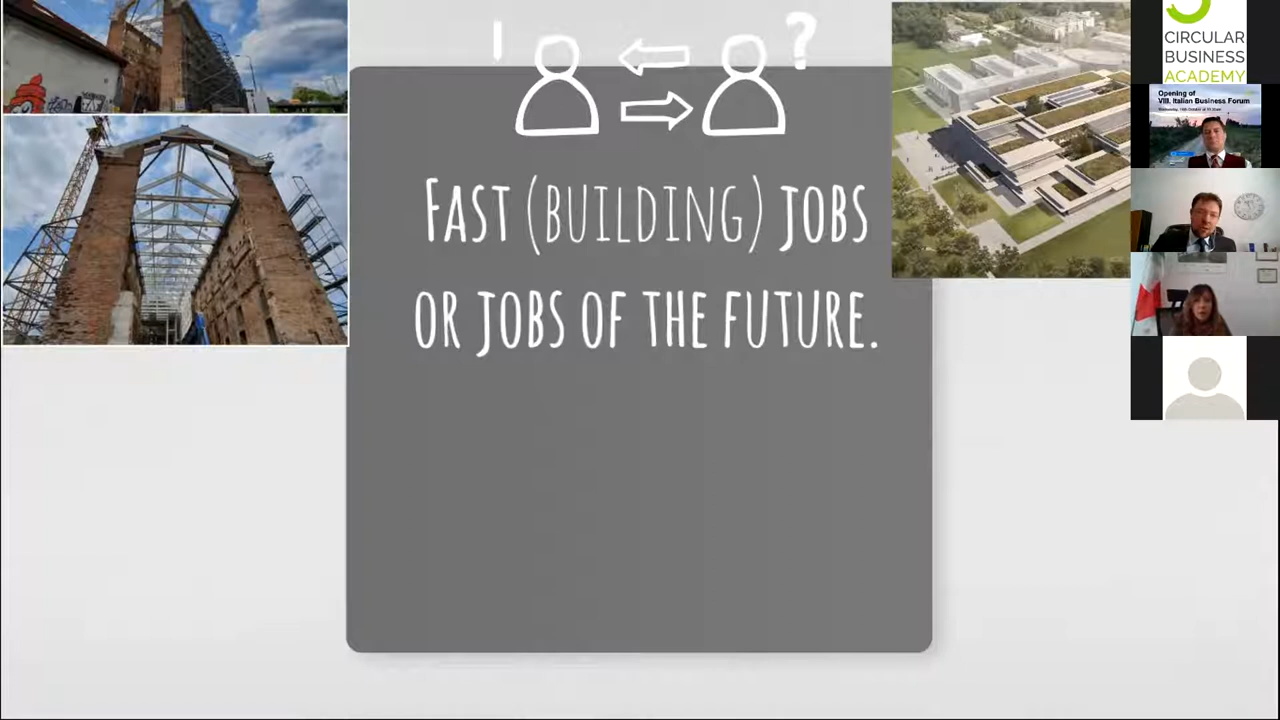 ! ?
FAST (BUILDING) JOBS
OR JOBS OF THE FUTURE.
CIRCULAR
BUSINESS
ACADEMY
Opening of
VIII. Italian Business Forum